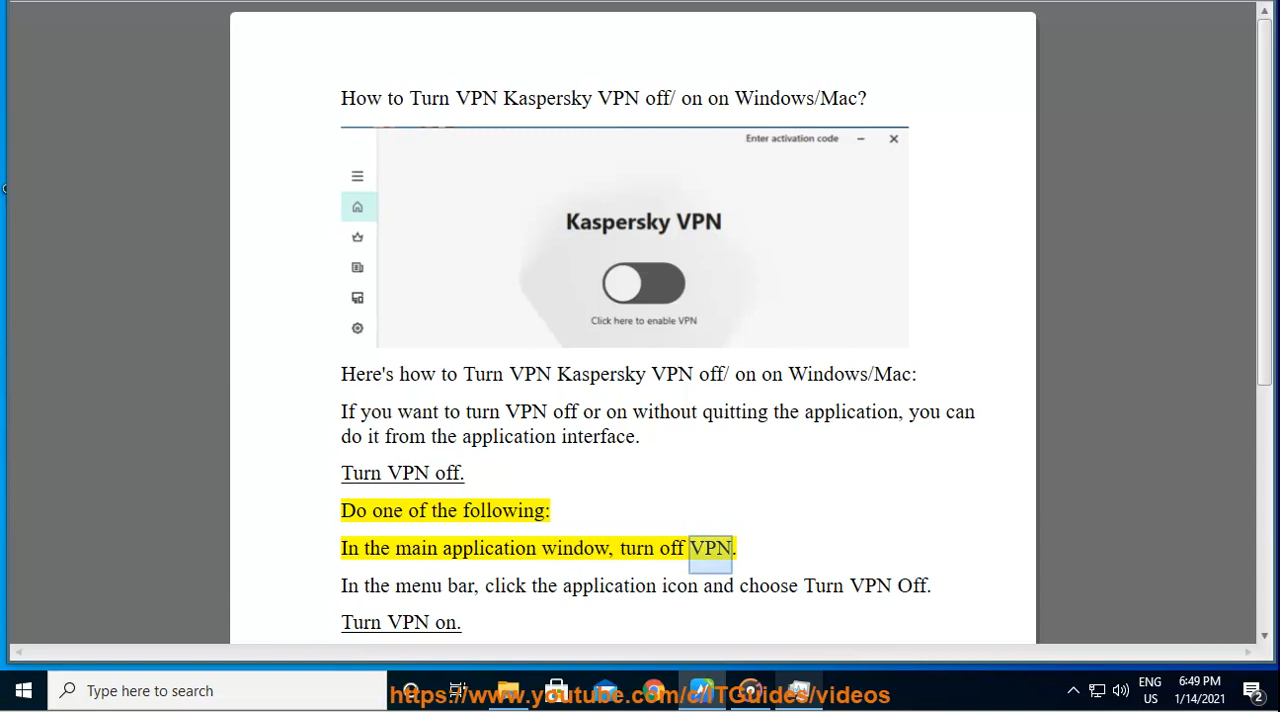 How to Turn VPN Kaspersky VPN off/ on on Windows/Mac?
Enter activation code
Kaspersky VPN
Click here to enable VPN
Here's how to Turn VPN Kaspersky VPN off/ on on Windows/Mac:
If you want to turn VPN off or on without quitting the application, you can
do it from the application interface.
Turn VPN off.
Do one of the following:
In the main application window, turn off VPN.
In the menu bar, click the application icon and choose Turn VPN Off.
Turn VPN on.
Type here to search
https://www.youtube.com/c/ITGuides/videos
ENG
US
6:49 PM
1/14/2021
2